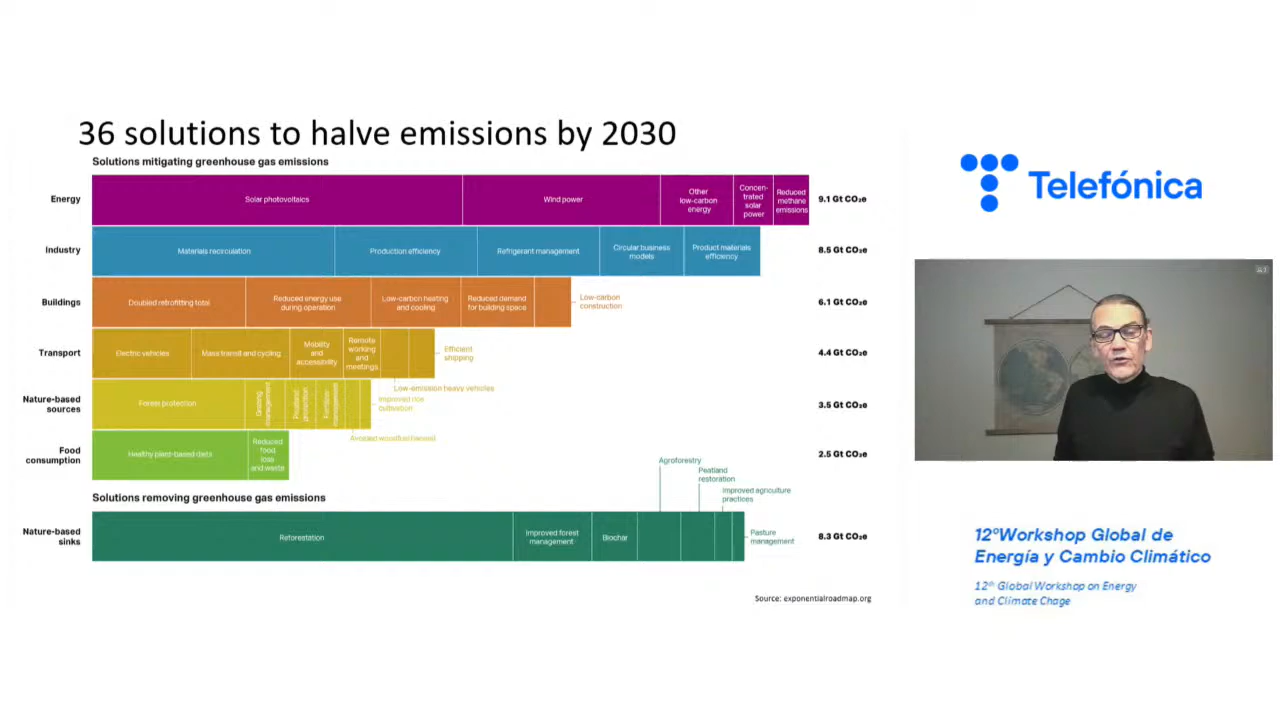 36 solutions to halve emissions by 2030
Solutions mitigating greenhouse gas emissions
Energy
Solar photovoltaics
Wind power
Other
low-carbon
energy
Concen-
trated
solar
power
Reduced
methane
emissions
9.1 Gt CO₂e
Industry
Materials recirculation
Production efficiency
Refrigerant management
Circular business
models
Product materials
efficiency
8.5 Gt CO₂e
Buildings
Doubled retrofitting total
Reduced energy use
during operation
Low-carbon heating
and cooling
Reduced demand
for building space
Low-carbon
construction
6.1 Gt CO₂e
Transport
Electric vehicles
Mass transit and cycling
Mobility
and
accessibility
Remote
working
and
meetings
Efficient
shipping
Low-emission heavy vehicles
4.4 Gt CO₂e
Nature-based
sources
Forest protection
Grazing
management
Peatland
protection
Fertilizer
management
Improved rice
cultivation
Avoided woodfuel harvest
3.5 Gt CO₂e
Food
consumption
Healthy plant-based diets
Reduced
food
loss
and waste
2.5 Gt CO₂e
Solutions removing greenhouse gas emissions
Agroforestry
Peatland
restoration
Improved agriculture
practices
Nature-based
sinks
Reforestation
Improved forest
management
Biochar
Pasture
management
8.3 Gt CO₂e
Source: exponentialroadmap.org
Telefónica
12ºWorkshop Global de
Energía y Cambio Climático
12th Global Workshop on Energy
and Climate Chage